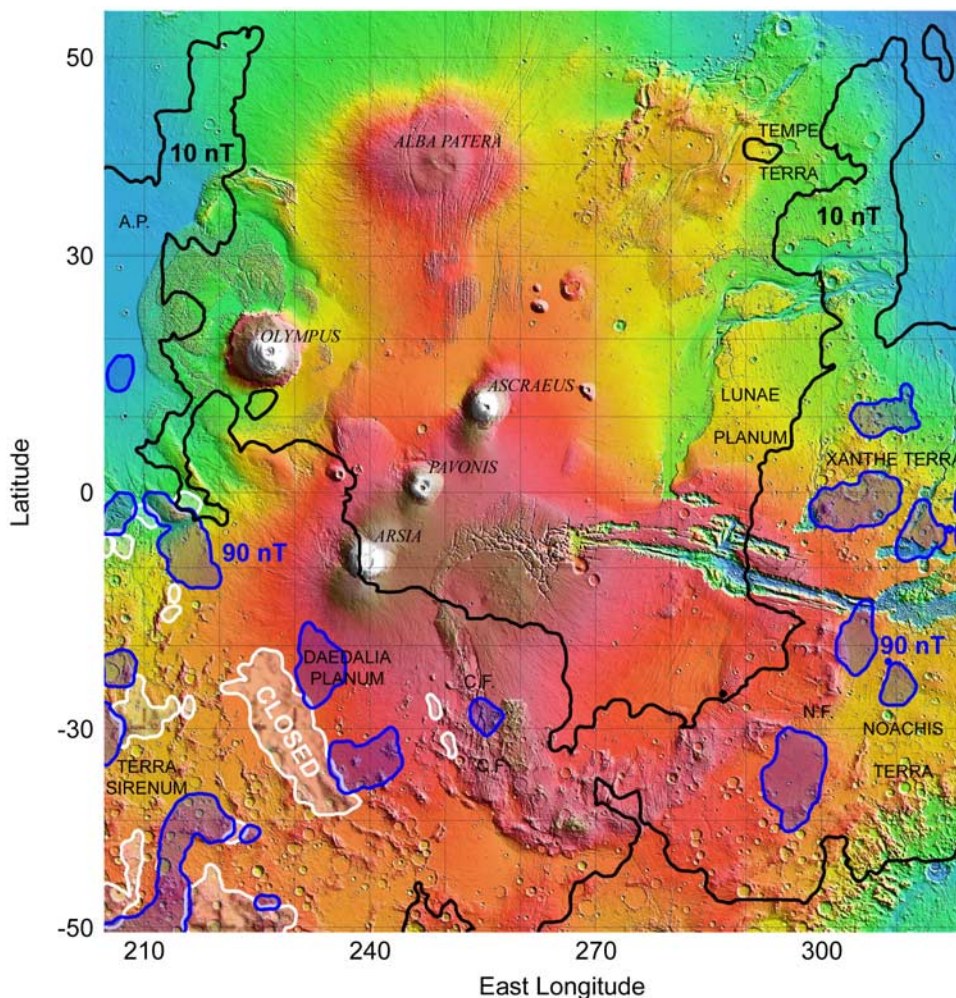 50
ALBA PATERA
10 nT
TEMPE
TERRA
10 nT
A.P.
30
OLYMPUS
ASCRAEUS
LUNAE
PLANUM
PAVONIS
XANTHE TERRA
0
ARSIA
90 nT
90 nT
DAEDALIA
PLANUM
CLOSED
C.F.
-30
N.F.
NOACHIS
TERRA
C.F.
TERRA
SIRENUM
-50
210
240
270
300
Latitude
East Longitude